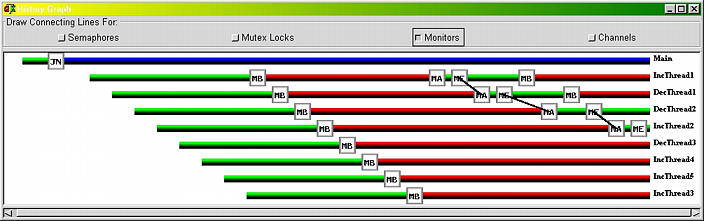 History Graph
Draw Connecting Lines For:
Semaphores Mutex Locks Monitors Channels
JN Main
MB MA ME MB IncThread1
MB MA ME MB DecThread1
MB MA ME DecThread2
MB MA ME IncThread2
MB DecThread3
MB IncThread4
MB IncThread5
MB IncThread3